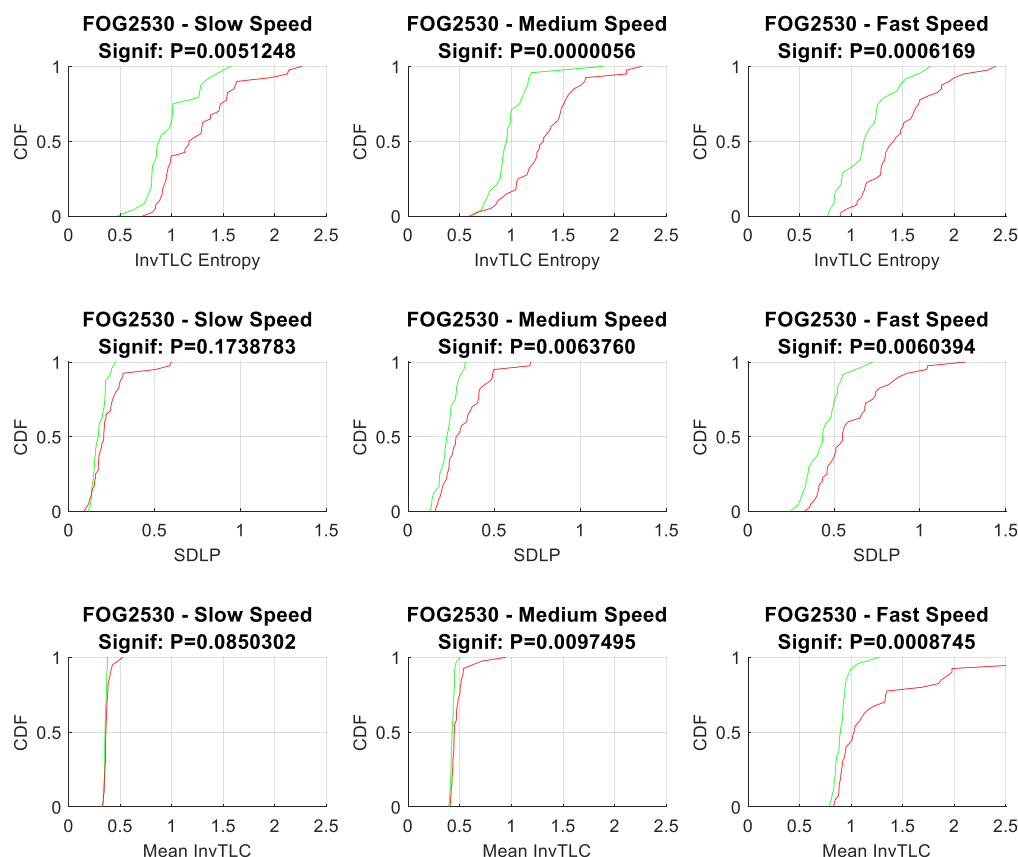 FOG2530 - Slow Speed
Signif: P=0.0051248
1
0.5
0
CDF
0 0.5 1 1.5 2 2.5
InvTLC Entropy
FOG2530 - Medium Speed
Signif: P=0.0000056
1
0.5
0
CDF
0 0.5 1 1.5 2 2.5
InvTLC Entropy
FOG2530 - Fast Speed
Signif: P=0.0006169
1
0.5
0
CDF
0 0.5 1 1.5 2 2.5
InvTLC Entropy
FOG2530 - Slow Speed
Signif: P=0.1738783
1
0.5
0
CDF
0 0.5 1 1.5
SDLP
FOG2530 - Medium Speed
Signif: P=0.0063760
1
0.5
0
CDF
0 0.5 1 1.5
SDLP
FOG2530 - Fast Speed
Signif: P=0.0060394
1
0.5
0
CDF
0 0.5 1 1.5
SDLP
FOG2530 - Slow Speed
Signif: P=0.0850302
1
0.5
0
CDF
0 0.5 1 1.5 2 2.5
Mean InvTLC
FOG2530 - Medium Speed
Signif: P=0.0097495
1
0.5
0
CDF
0 0.5 1 1.5 2 2.5
Mean InvTLC
FOG2530 - Fast Speed
Signif: P=0.0008745
1
0.5
0
CDF
0 0.5 1 1.5 2 2.5
Mean InvTLC